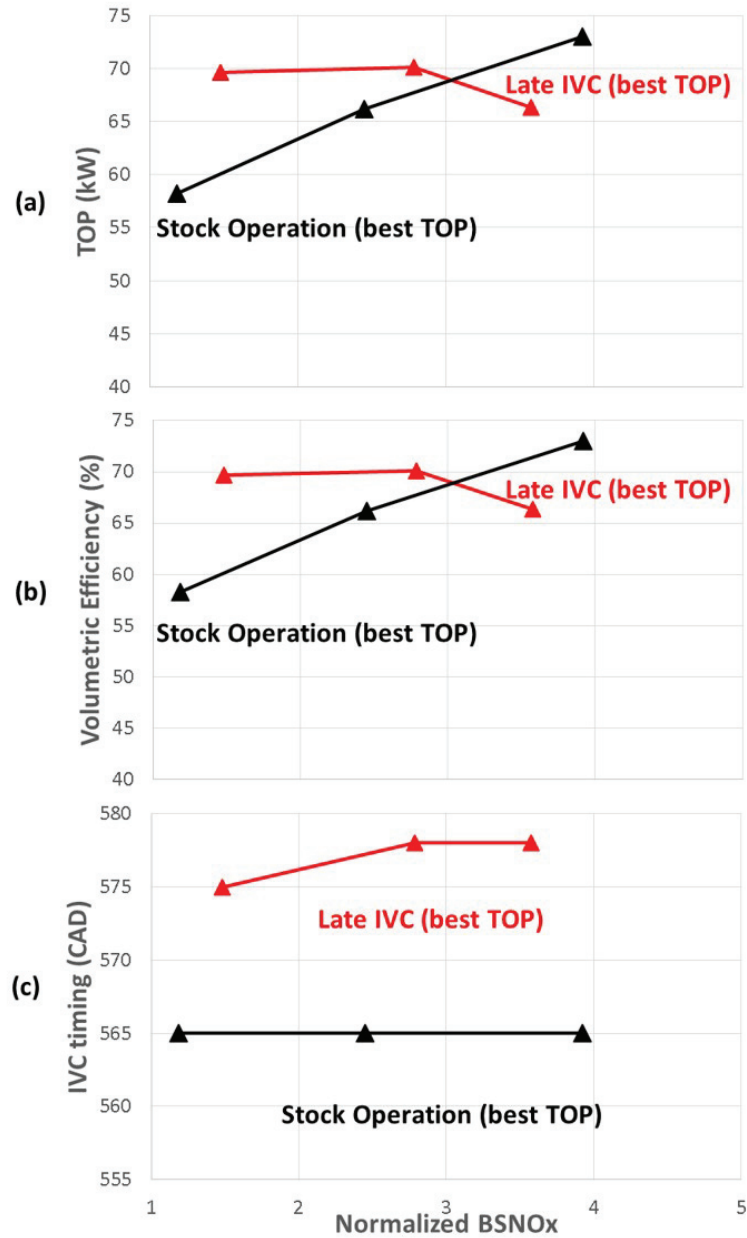 75
70
65
60
55
50
45
40
TOP (kW)
(a)
Late IVC (best TOP)
Stock Operation (best TOP)
75
70
65
60
55
50
45
40
Volumetric Efficiency (%)
(b)
Late IVC (best TOP)
Stock Operation (best TOP)
580
575
570
565
560
555
IVC timing (CAD)
(c)
Late IVC (best TOP)
Stock Operation (best TOP)
1 2 3 4 5
Normalized BSNOx